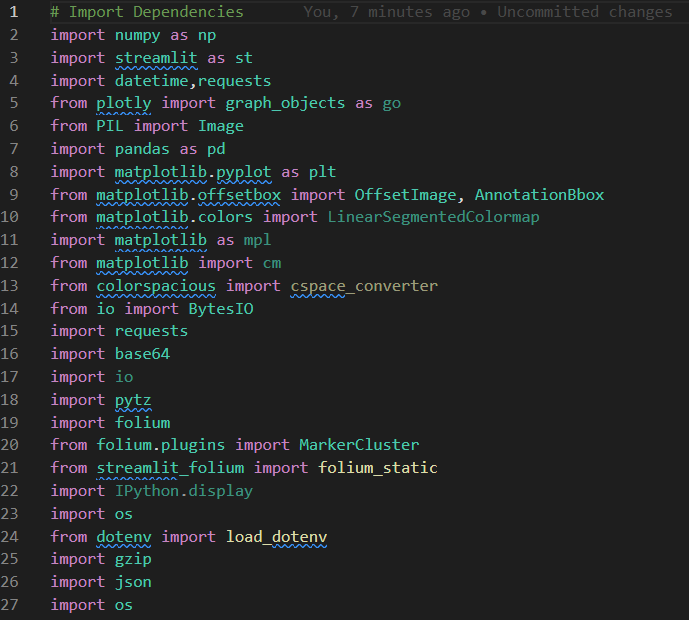 1 # Import Dependencies You, 7 minutes ago • Uncommitted changes
2 import numpy as np
3 import streamlit as st
4 import datetime,requests
5 from plotly import graph_objects as go
6 from PIL import Image
7 import pandas as pd
8 import matplotlib.pyplot as plt
9 from matplotlib.offsetbox import OffsetImage, AnnotationBbox
10 from matplotlib.colors import LinearSegmentedColormap
11 import matplotlib as mpl
12 from matplotlib import cm
13 from colorspacious import cspace_converter
14 from io import BytesIO
15 import requests
16 import base64
17 import io
18 import pytz
19 import folium
20 from folium.plugins import MarkerCluster
21 from streamlit_folium import folium_static
22 import IPython.display
23 import os
24 from dotenv import load_dotenv
25 import gzip
26 import json
27 import os